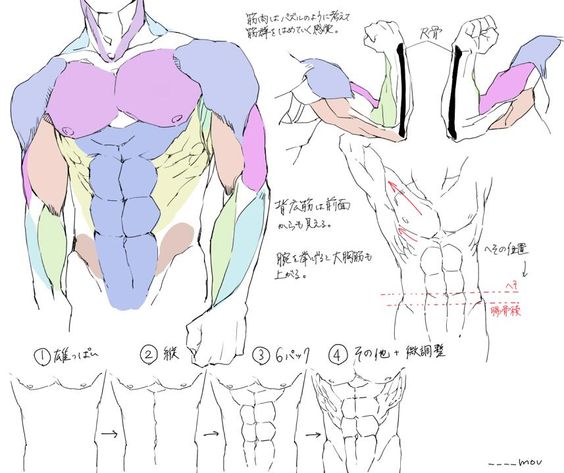 筋肉はパズルのように考えて
筋群をはめていく感覚。
尺骨
背広筋は前面
からも見える。
腕を挙げると大胸筋も
上がる。
へその位置
へそ
腸骨稜
① 雄っぱい
② 縦
③ 6パック
④ その他 + 微調整
____mou